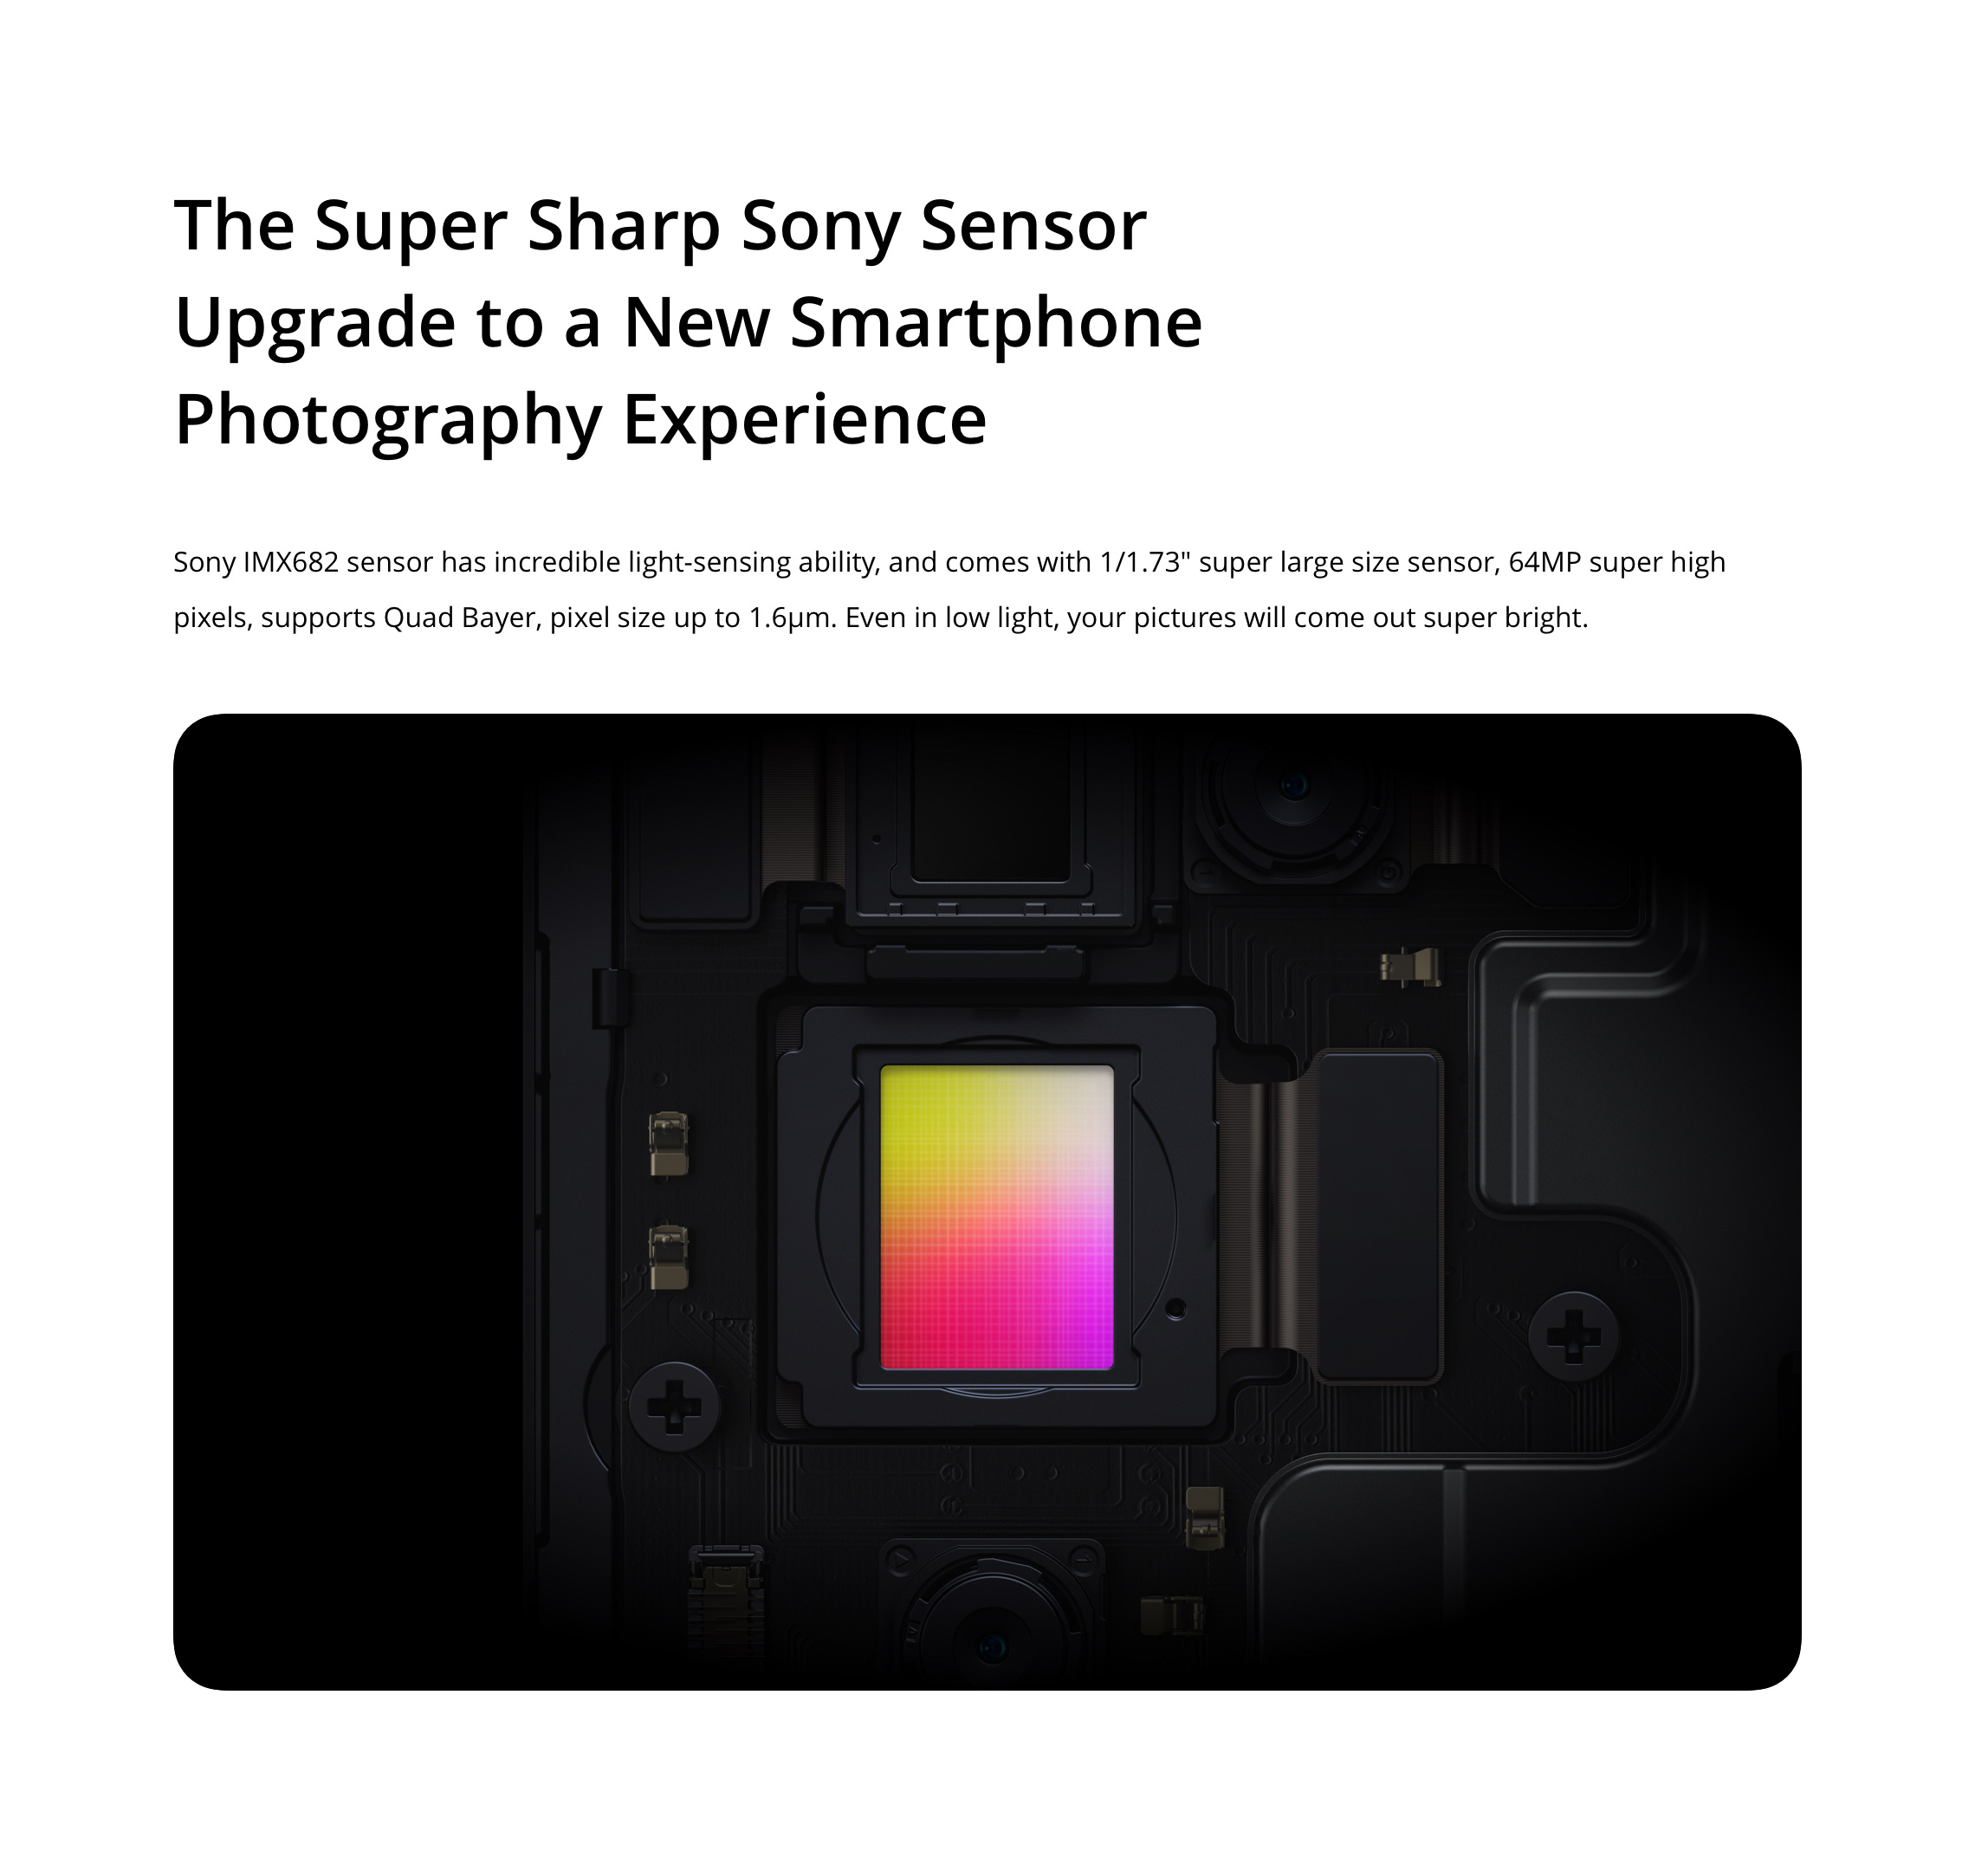 The Super Sharp Sony Sensor
Upgrade to a New Smartphone
Photography Experience
Sony IMX682 sensor has incredible light-sensing ability, and comes with 1/1.73" super large size sensor, 64MP super high
pixels, supports Quad Bayer, pixel size up to 1.6μm. Even in low light, your pictures will come out super bright.